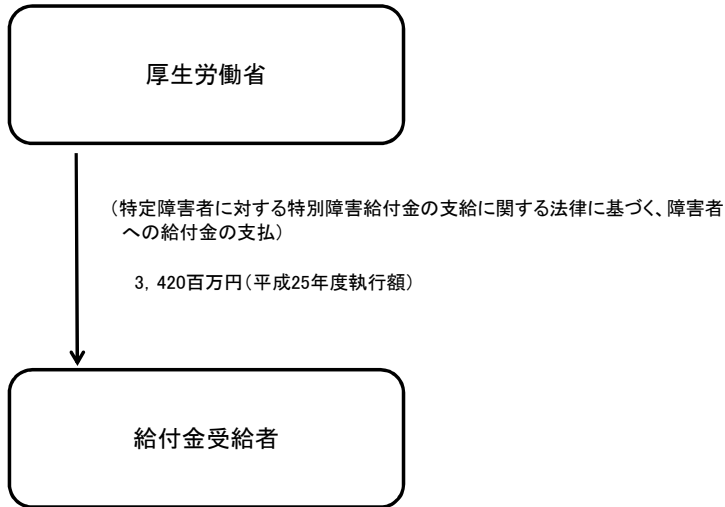 厚生労働省
（特定障害者に対する特別障害給付金の支給に関する法律に基づく、障害者
への給付金の支払）
3，420百万円（平成25年度執行額）
給付金受給者